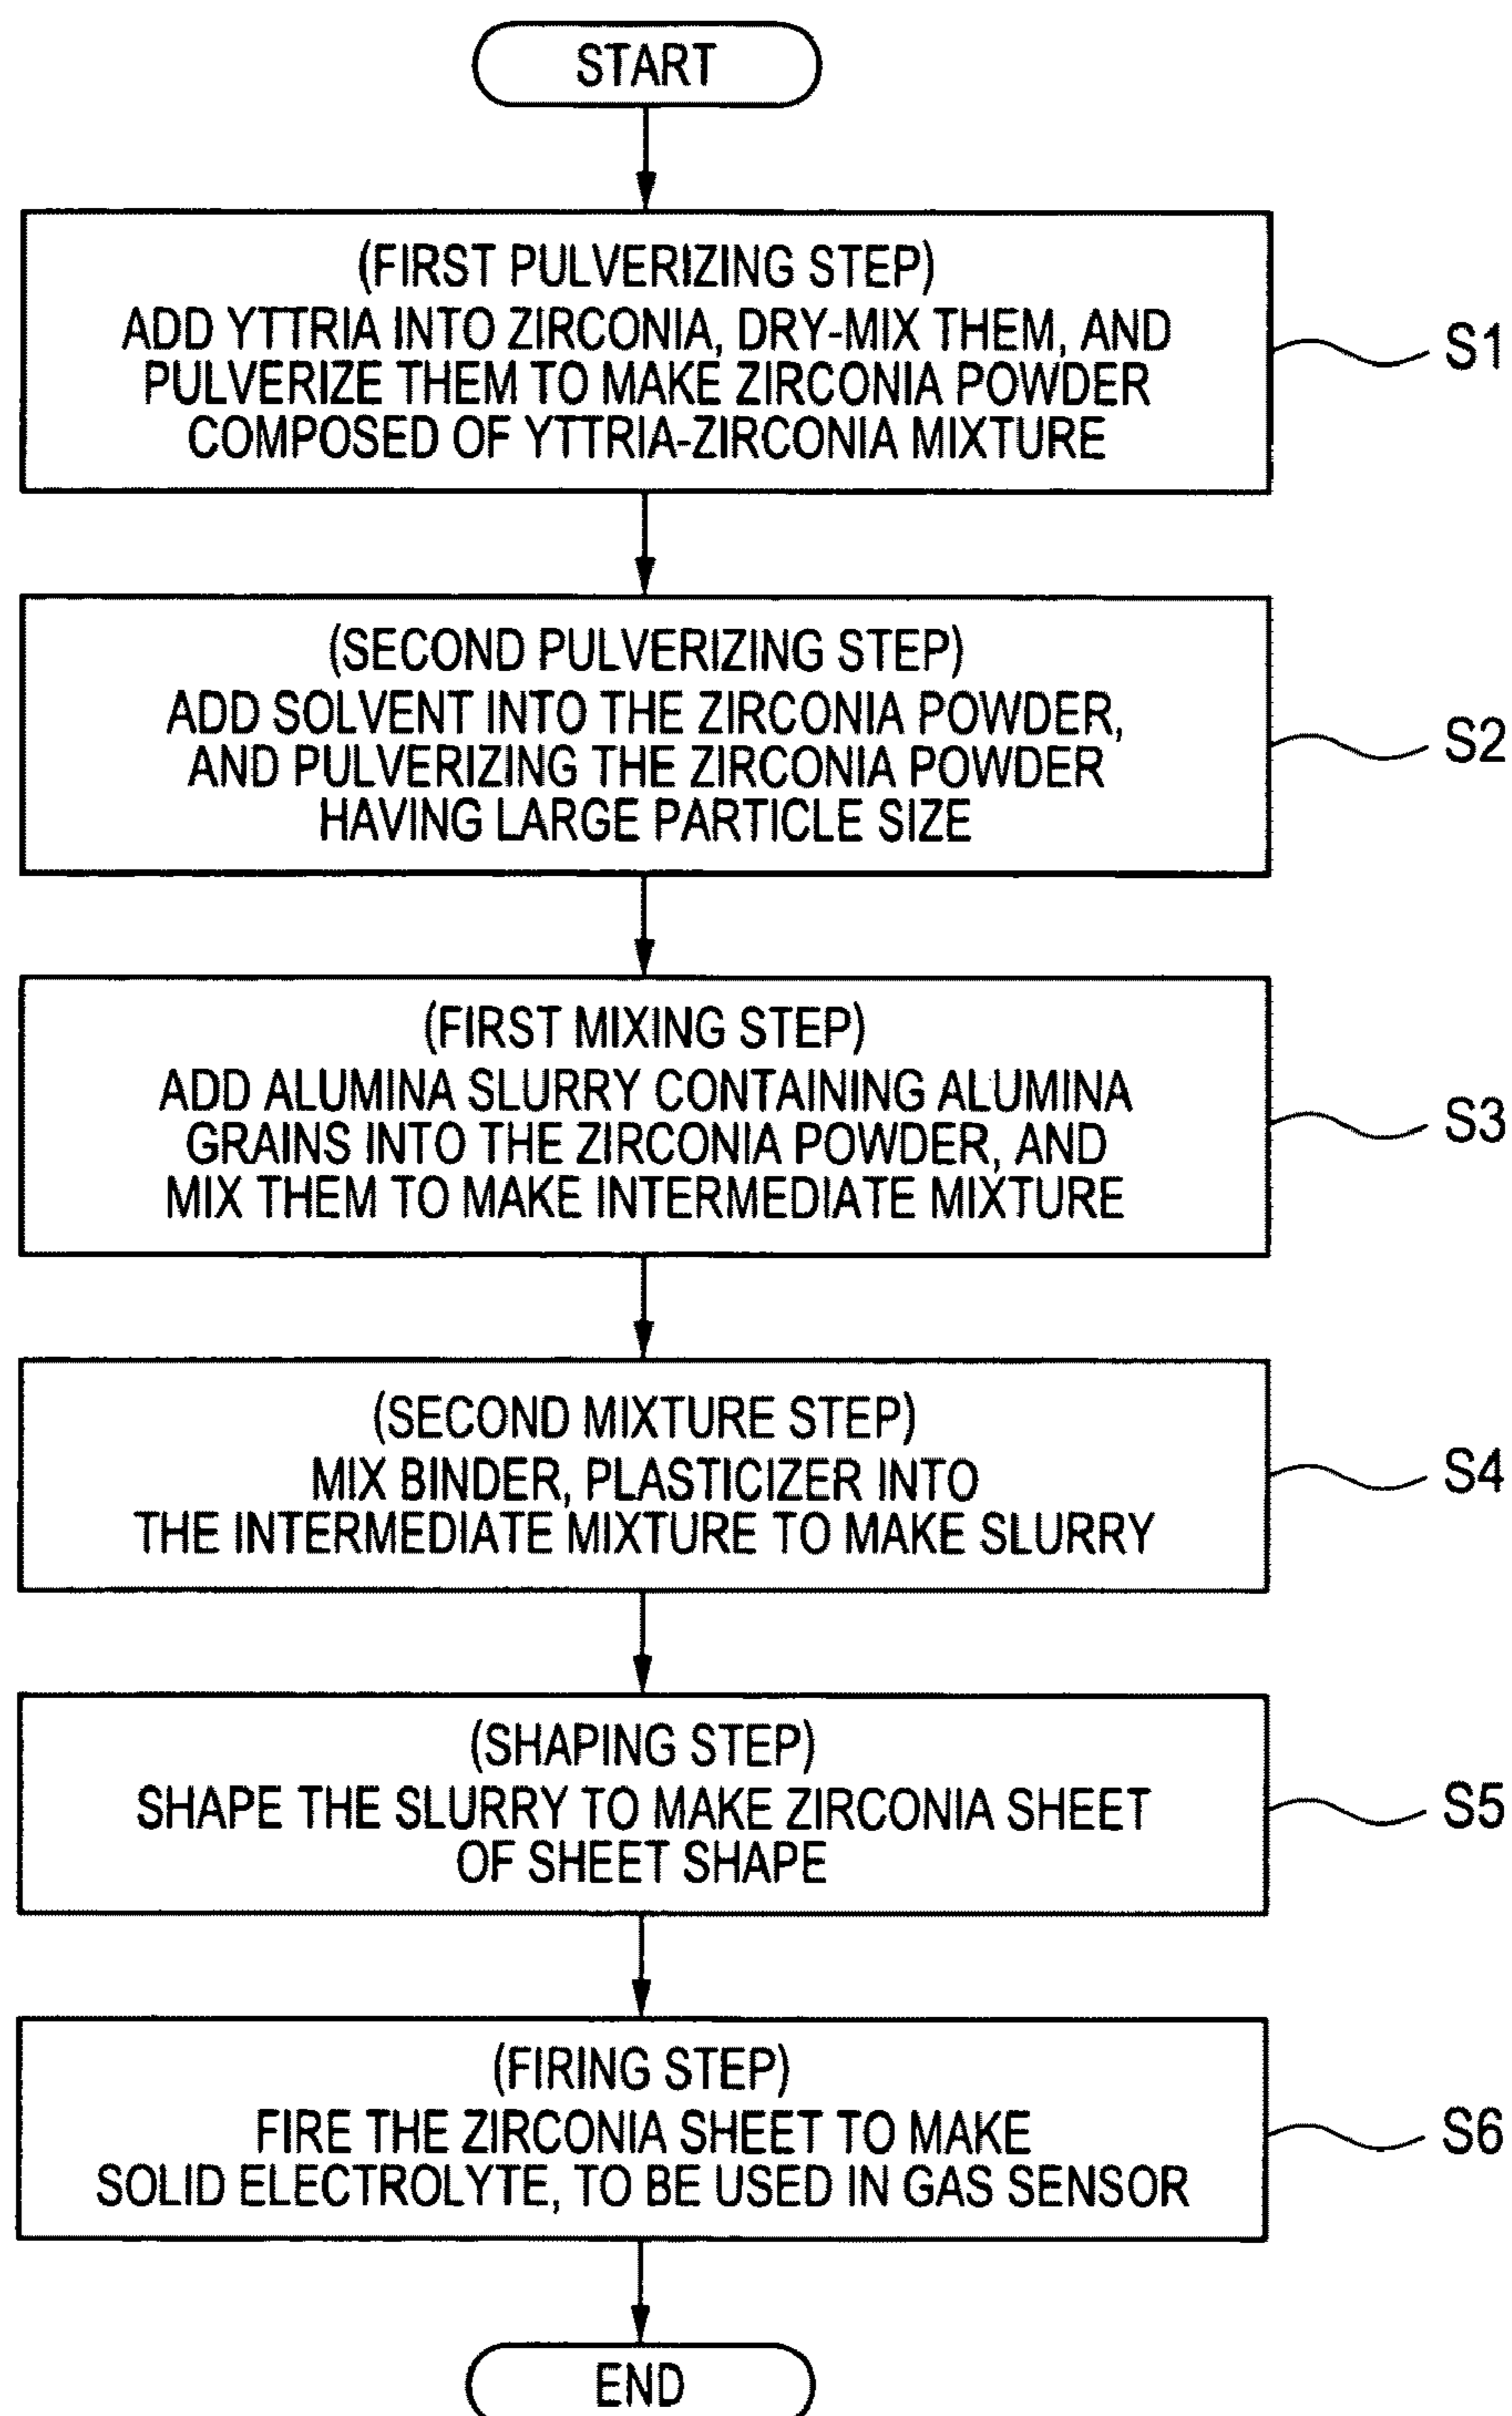 START
(FIRST PULVERIZING STEP)
ADD YTTRIA INTO ZIRCONIA, DRY-MIX THEM, AND
PULVERIZE THEM TO MAKE ZIRCONIA POWDER
COMPOSED OF YTTRIA-ZIRCONIA MIXTURE
S1
(SECOND PULVERIZING STEP)
ADD SOLVENT INTO THE ZIRCONIA POWDER,
AND PULVERIZING THE ZIRCONIA POWDER
HAVING LARGE PARTICLE SIZE
S2
(FIRST MIXING STEP)
ADD ALUMINA SLURRY CONTAINING ALUMINA
GRAINS INTO THE ZIRCONIA POWDER, AND
MIX THEM TO MAKE INTERMEDIATE MIXTURE
S3
(SECOND MIXTURE STEP)
MIX BINDER, PLASTICIZER INTO
THE INTERMEDIATE MIXTURE TO MAKE SLURRY
S4
(SHAPING STEP)
SHAPE THE SLURRY TO MAKE ZIRCONIA SHEET
OF SHEET SHAPE
S5
(FIRING STEP)
FIRE THE ZIRCONIA SHEET TO MAKE
SOLID ELECTROLYTE, TO BE USED IN GAS SENSOR
S6
END